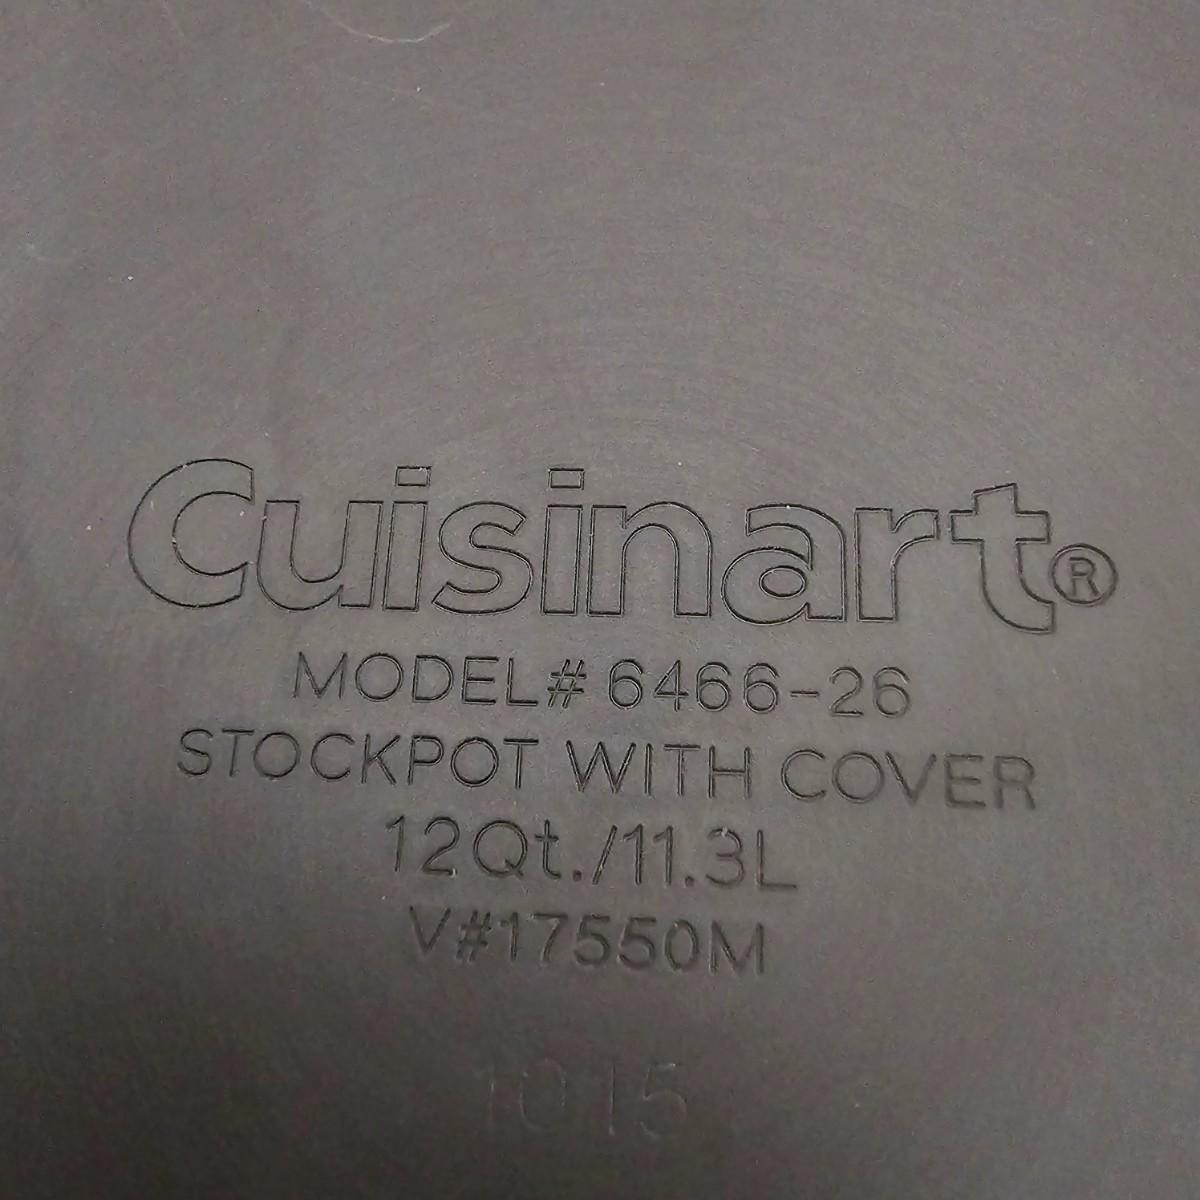 Cuisinart®
MODEL# 6466-26
STOCKPOT WITH COVER
12Qt./11.3L
V#17550M
1015